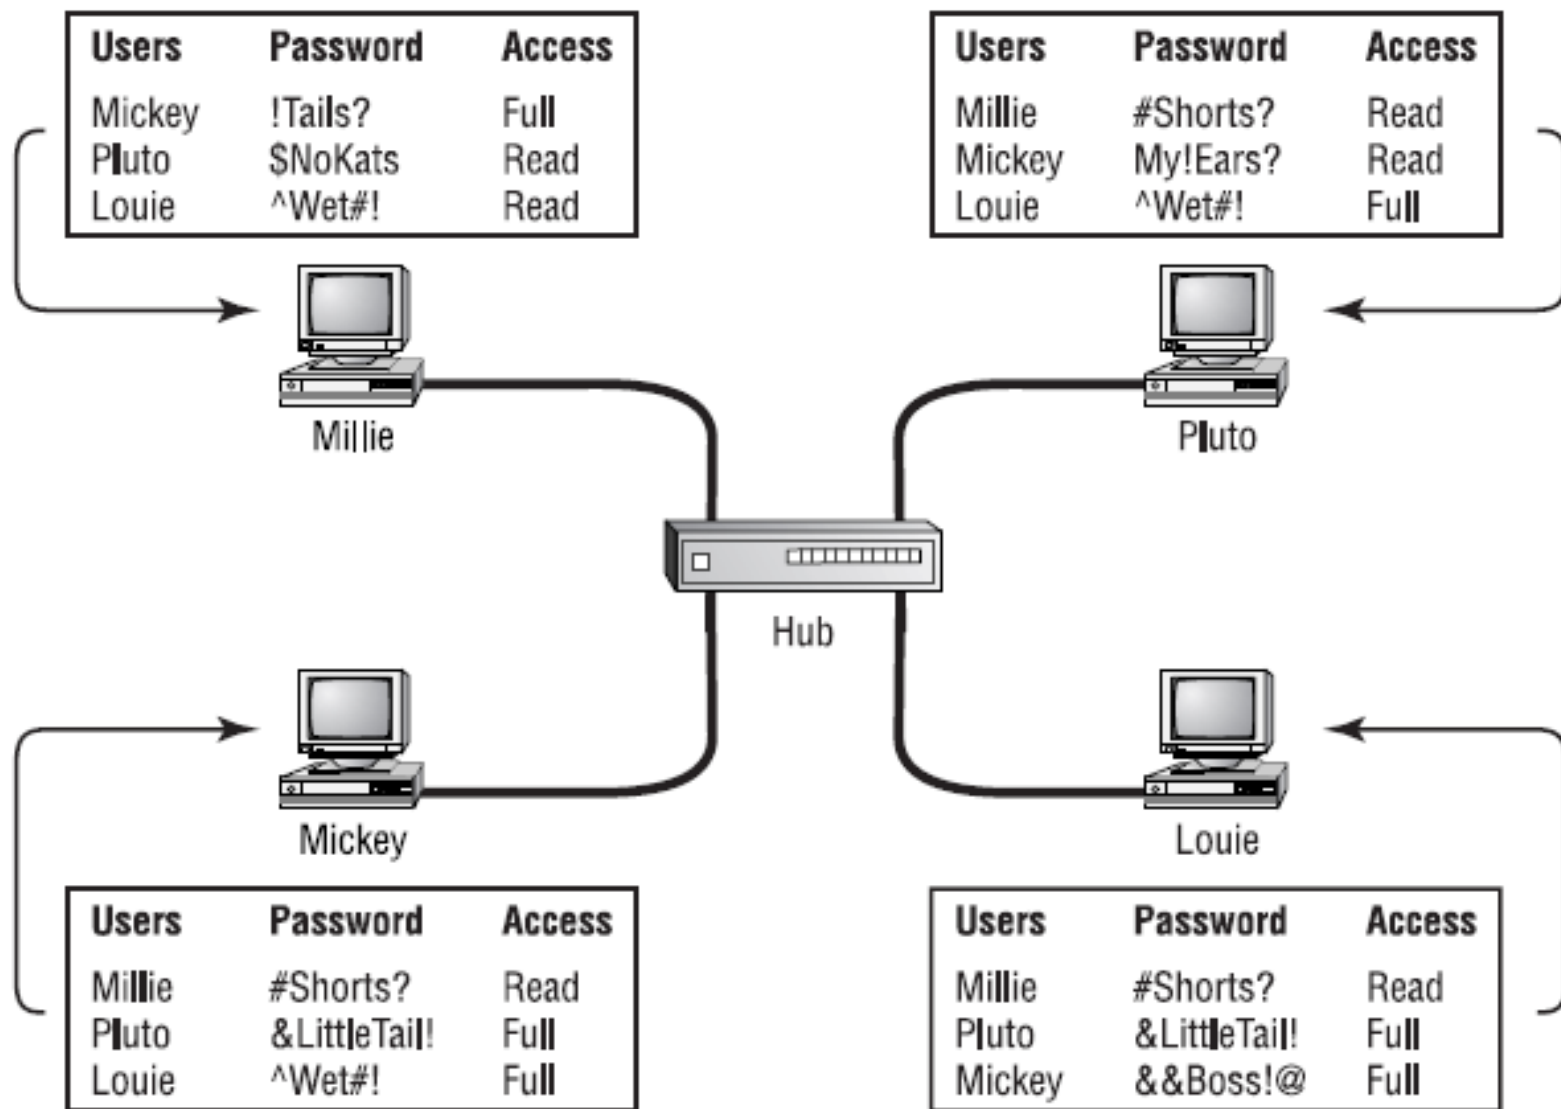 Users Password Access
Mickey !Tails? Full
Pluto $NoKats Read
Louie ^Wet#! Read
Users Password Access
Millie #Shorts? Read
Mickey My!Ears? Read
Louie ^Wet#! Full
Millie
Pluto
Hub
Mickey
Louie
Users Password Access
Millie #Shorts? Read
Pluto &LittleTail! Full
Louie ^Wet#! Full
Users Password Access
Millie #Shorts? Read
Pluto &LittleTail! Full
Mickey &&Boss!@ Full